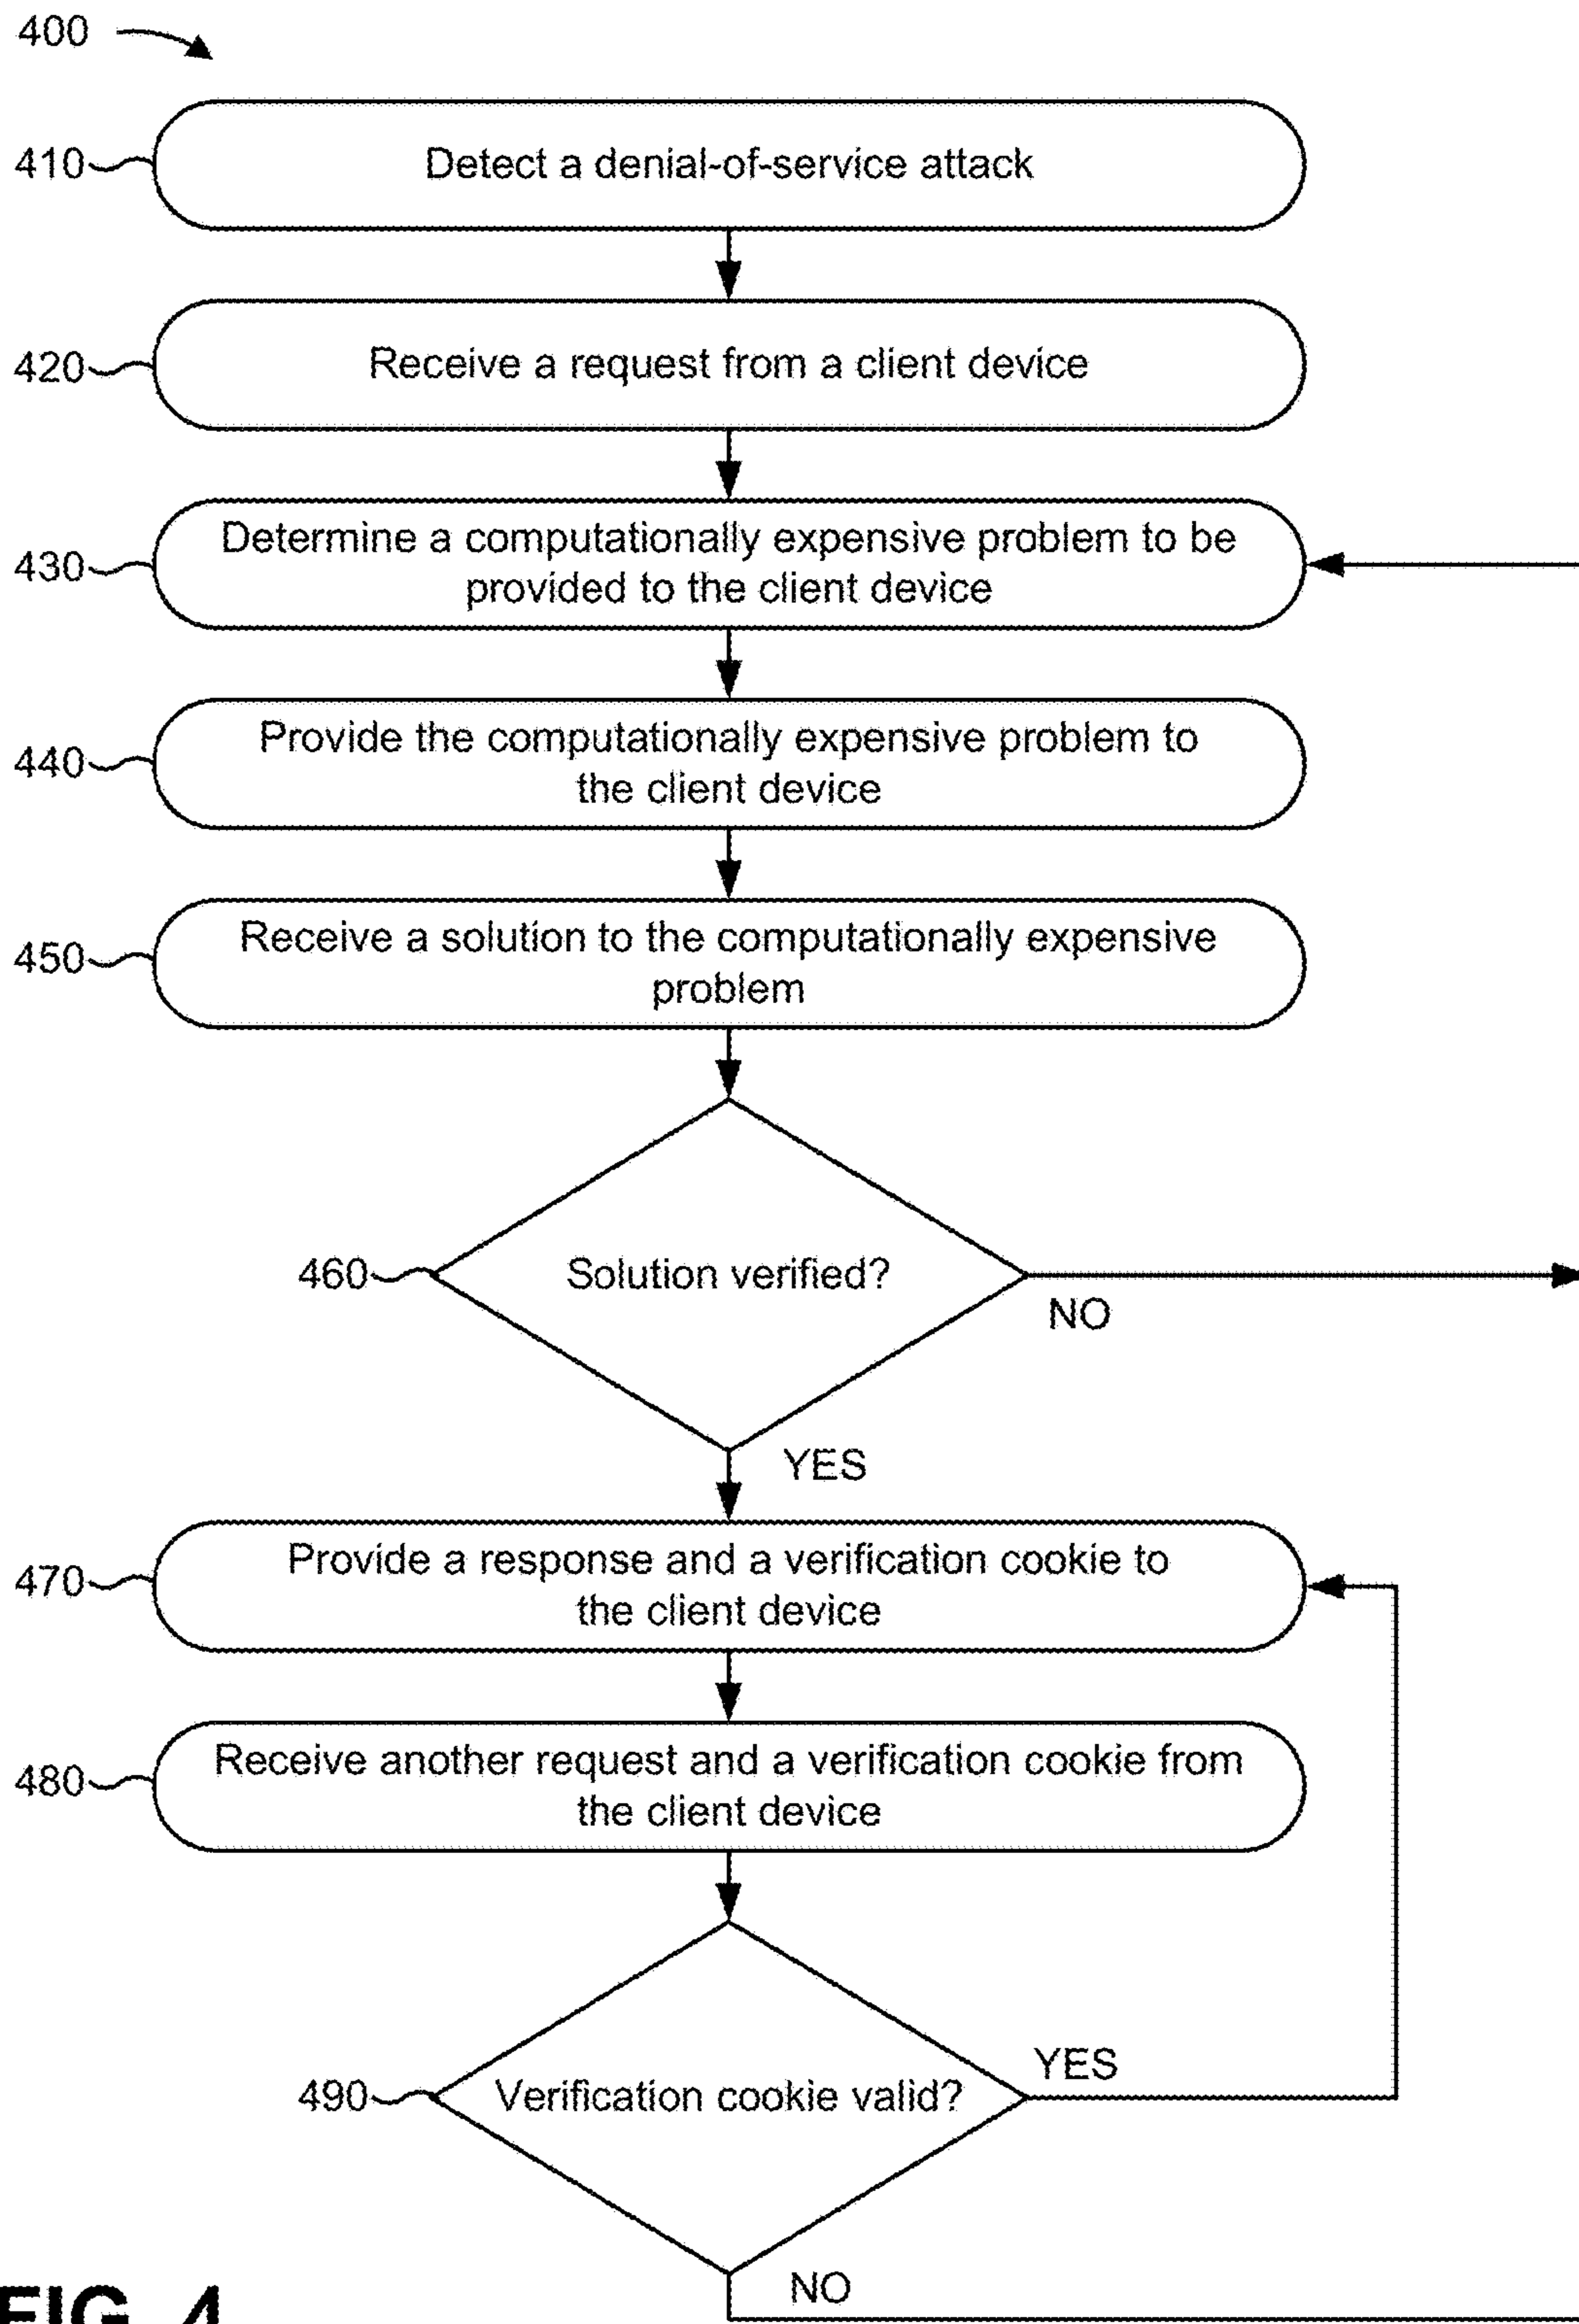 400
410
Detect a denial-of-service attack
420
Receive a request from a client device
430
Determine a computationally expensive problem to be
provided to the client device
440
Provide the computationally expensive problem to
the client device
450
Receive a solution to the computationally expensive
problem
460
Solution verified?
NO
YES
470
Provide a response and a verification cookie to
the client device
480
Receive another request and a verification cookie from
the client device
490
Verification cookie valid?
YES
NO
FIG. 4